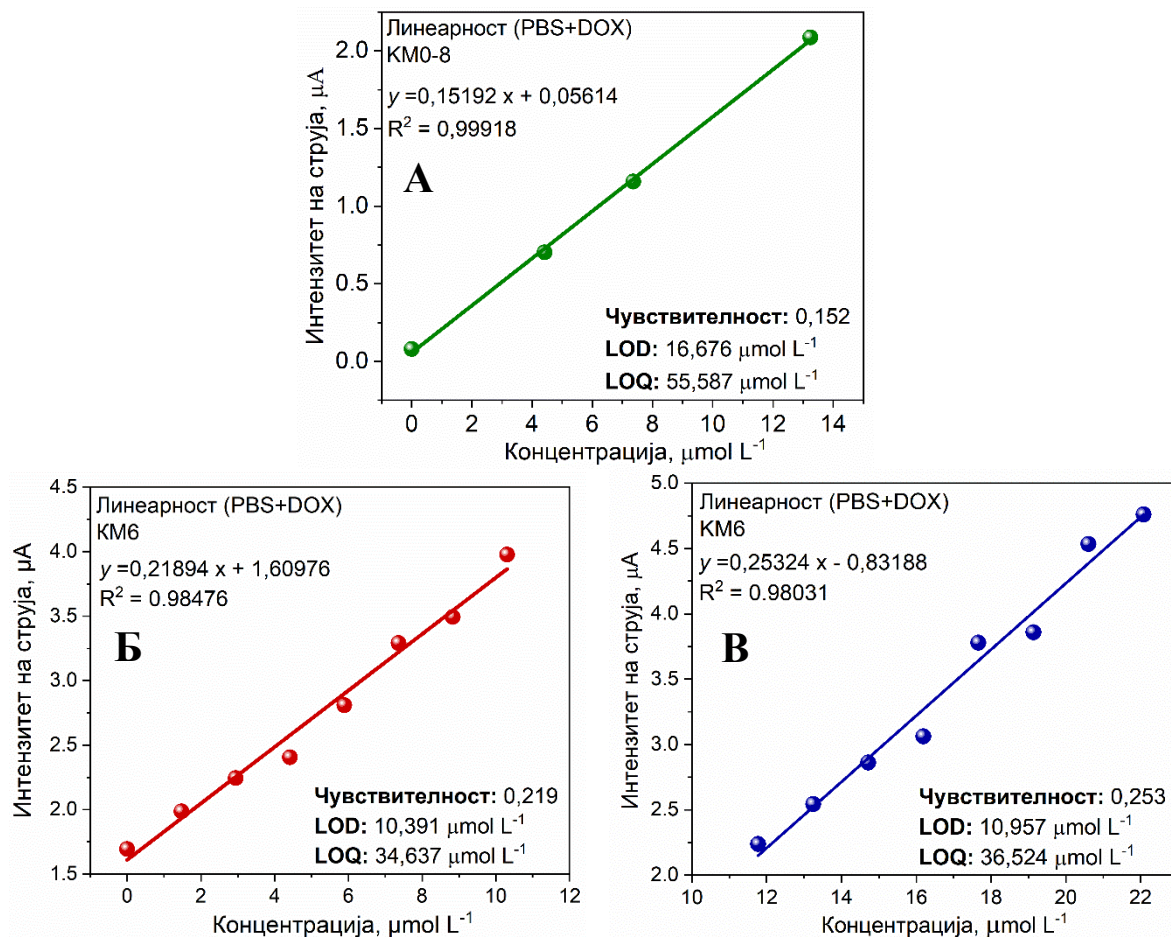 Линеарност (PBS+DOX)
KM0-8
y =0,15192 x + 0,05614
R² = 0,99918
А
Чувствителност: 0,152
LOD: 16,676 μmol L⁻¹
LOQ: 55,587 μmol L⁻¹
Интензитет на струја, μA
2.0
1.5
1.0
0.5
0.0
0 2 4 6 8 10 12 14
Концентрација, μmol L⁻¹
Линеарност (PBS+DOX)
KM6
y =0,21894 x + 1,60976
R² = 0.98476
Б
Чувствителност: 0,219
LOD: 10,391 μmol L⁻¹
LOQ: 34,637 μmol L⁻¹
Интензитет на струја, μA
4.5
4.0
3.5
3.0
2.5
2.0
1.5
0 2 4 6 8 10 12
Концентрација, μmol L⁻¹
Линеарност (PBS+DOX)
KM6
y =0,25324 x - 0,83188
R² = 0.98031
В
Чувствителност: 0,253
LOD: 10,957 μmol L⁻¹
LOQ: 36,524 μmol L⁻¹
Интензитет на струја, μA
5.0
4.5
4.0
3.5
3.0
2.5
2.0
10 12 14 16 18 20 22
Концентрација, μmol L⁻¹